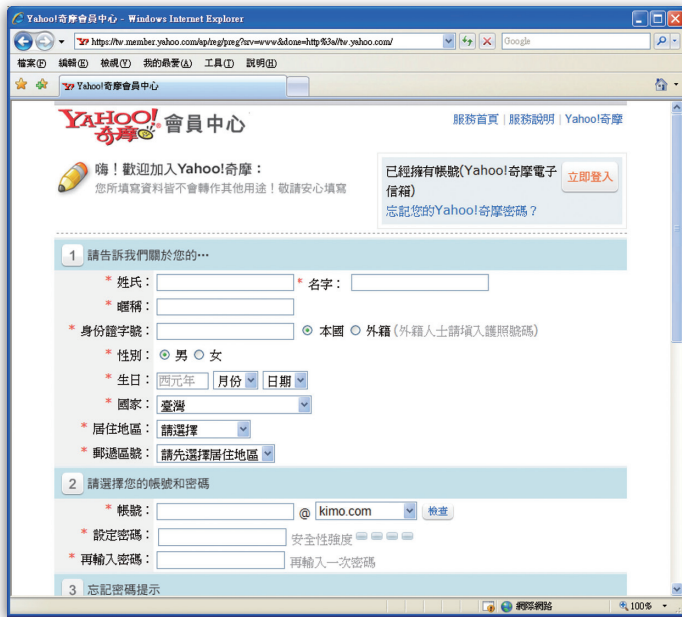 Yahoo!奇摩會員中心 - Windows Internet Explorer
https://tw.member.yahoo.com/ap/reg/preg?srv=www&done=http%3a//tw.yahoo.com/
Google
檔案(F) 編輯(E) 檢視(V) 我的最愛(A) 工具(T) 說明(H)
Yahoo!奇摩會員中心
YAHOO!奇摩 會員中心
服務首頁 | 服務說明 | Yahoo!奇摩
嗨！歡迎加入Yahoo!奇摩：
您所填寫資料皆不會轉作其他用途！敬請安心填寫
已經擁有帳號(Yahoo!奇摩電子
信箱)
立即登入
忘記您的Yahoo!奇摩密碼？
1 請告訴我們關於您的…
* 姓氏： * 名字：
* 暱稱：
* 身份證字號： 本國 外籍 (外籍人士請填入護照號碼)
* 性別： 男 女
* 生日： 西元年 月份 日期
* 國家： 臺灣
* 居住地區： 請選擇
* 郵遞區號： 請先選擇居住地區
2 請選擇您的帳號和密碼
* 帳號： @ kimo.com 檢查
* 設定密碼： 安全性強度
* 再輸入密碼： 再輸入一次密碼
3 忘記密碼提示
網際網路 100%